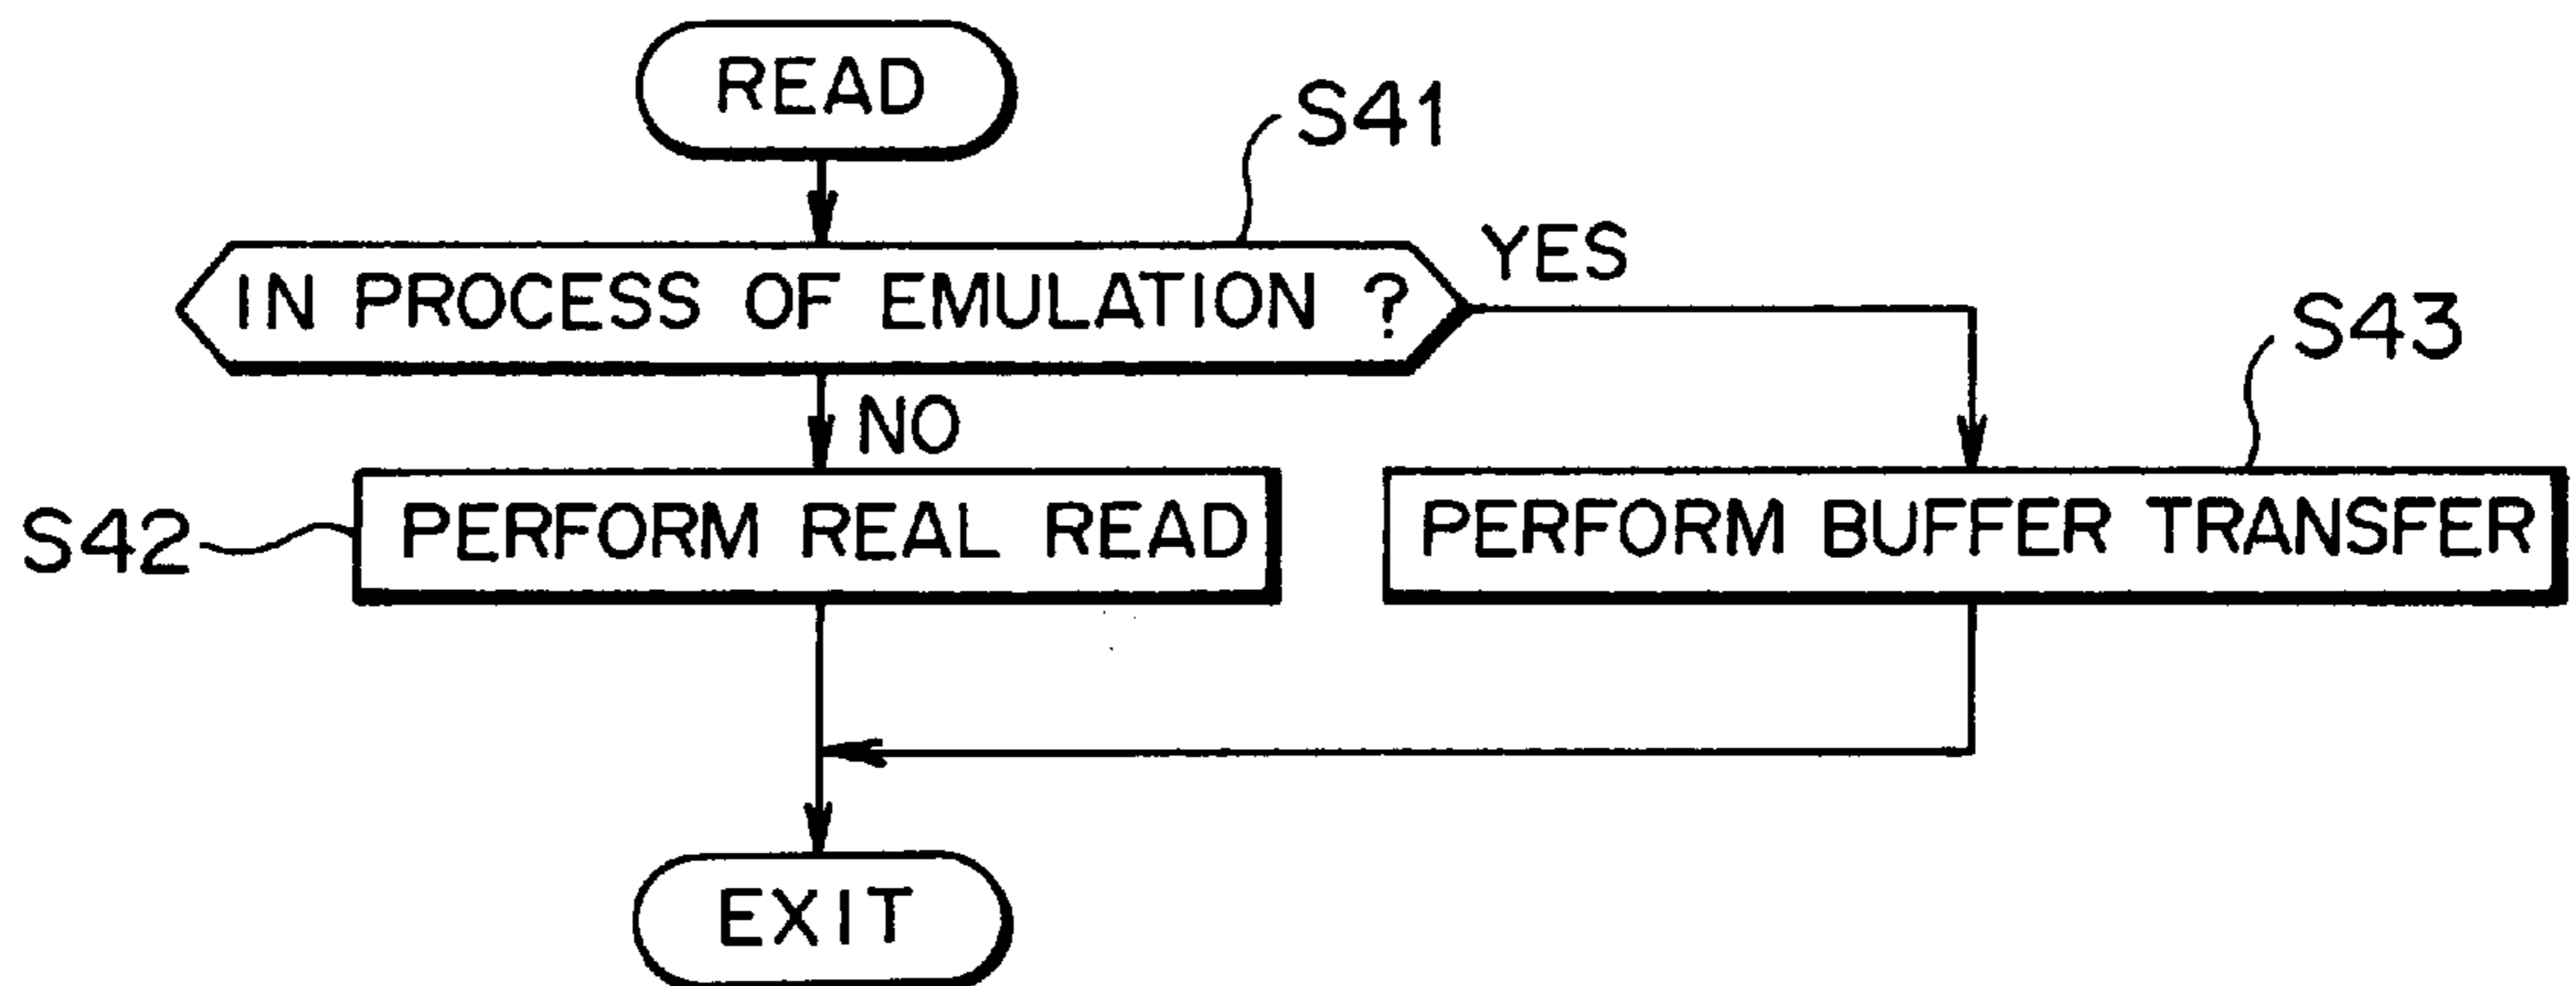 READ
S41
IN PROCESS OF EMULATION ?
YES
NO
S43
S42
PERFORM REAL READ
PERFORM BUFFER TRANSFER
EXIT